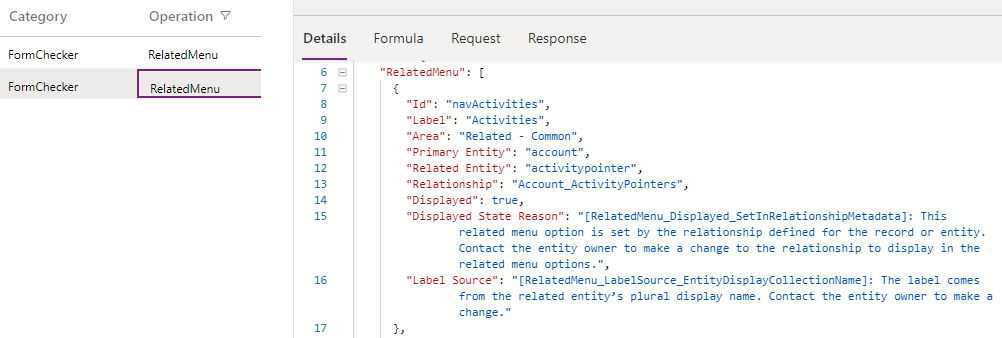 Category Operation
FormChecker RelatedMenu
FormChecker RelatedMenu
Details Formula Request Response
6 "RelatedMenu": [
7 {
8 "Id": "navActivities",
9 "Label": "Activities",
10 "Area": "Related - Common",
11 "Primary Entity": "account",
12 "Related Entity": "activitypointer",
13 "Relationship": "Account_ActivityPointers",
14 "Displayed": true,
15 "Displayed State Reason": "[RelatedMenu_Displayed_SetInRelationshipMetadata]: This
related menu option is set by the relationship defined for the record or entity.
Contact the entity owner to make a change to the relationship to display in the
related menu options.",
16 "Label Source": "[RelatedMenu_LabelSource_EntityDisplayCollectionName]: The label comes
from the related entity’s plural display name. Contact the entity owner to make a
change."
17 },